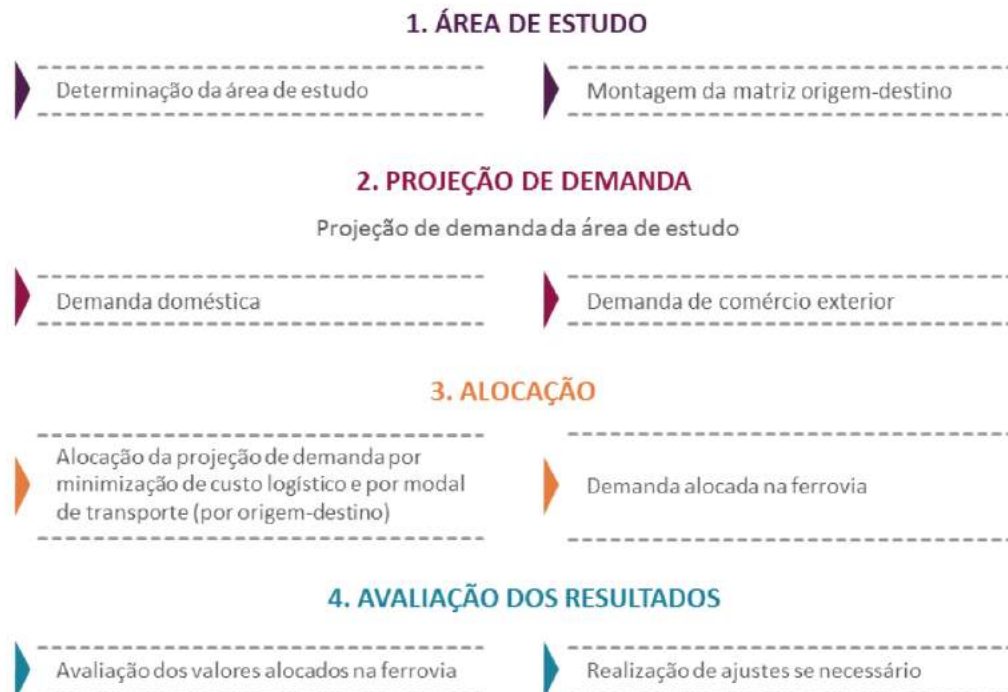 1. ÁREA DE ESTUDO
Determinação da área de estudo
Montagem da matriz origem-destino
2. PROJEÇÃO DE DEMANDA
Projeção de demanda da área de estudo
Demanda doméstica
Demanda de comércio exterior
3. ALOCAÇÃO
Alocação da projeção de demanda por
minimização de custo logístico e por modal
de transporte (por origem-destino)
Demanda alocada na ferrovia
4. AVALIAÇÃO DOS RESULTADOS
Avaliação dos valores alocados na ferrovia
Realização de ajustes se necessário